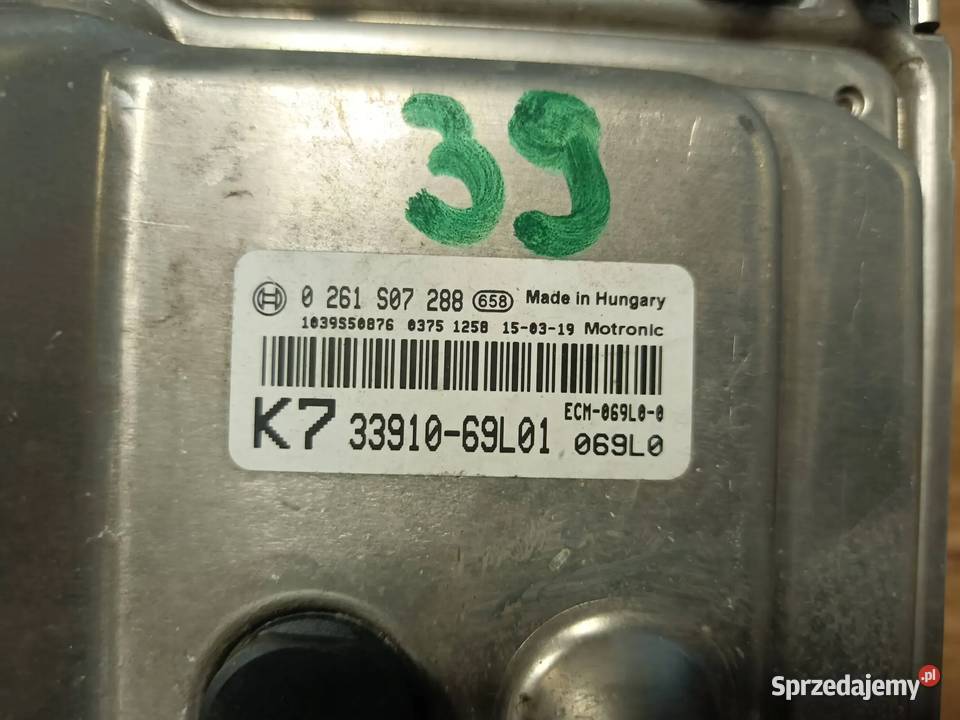 39
0 261 S07 288 658 Made in Hungary
1039S50876 0375 1258 15-03-19 Motronic
ECM-069L0-0
K7 33910-69L01 069L0
Sprzedajemy.pl